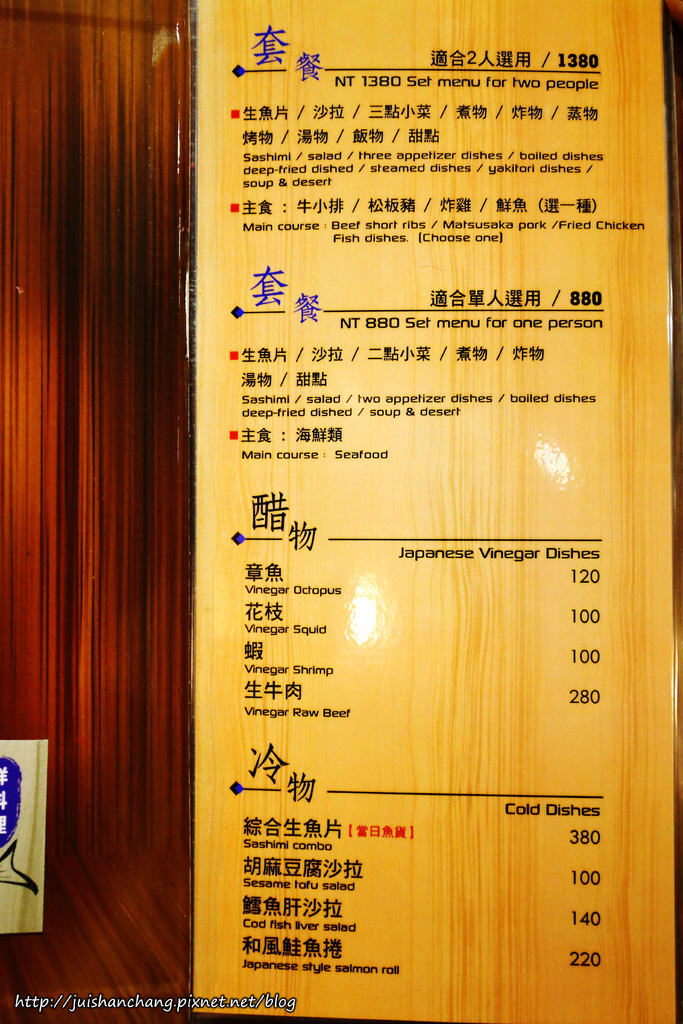 套餐
適合2人選用 / 1380
NT 1380 Set menu for two people
生魚片 / 沙拉 / 三點小菜 / 煮物 / 炸物 / 蒸物
烤物 / 湯物 / 飯物 / 甜點
Sashimi / salad / three appetizer dishes / boiled dishes
deep-fried dished / steamed dishes / yakitori dishes /
soup & desert
主食 : 牛小排 / 松板豬 / 炸雞 / 鮮魚 (選一種)
Main course : Beef short ribs / Matsusaka pork /Fried Chicken
Fish dishes. (Choose one)
套餐
適合單人選用 / 880
NT 880 Set menu for one person
生魚片 / 沙拉 / 二點小菜 / 煮物 / 炸物
湯物 / 甜點
Sashimi / salad / two appetizer dishes / boiled dishes
deep-fried dished / soup & desert
主食 : 海鮮類
Main course : Seafood
醋物
Japanese Vinegar Dishes
章魚 120
Vinegar Octopus
花枝 100
Vinegar Squid
蝦 100
Vinegar Shrimp
生牛肉 280
Vinegar Raw Beef
冷物
Cold Dishes
綜合生魚片【當日魚貨】 380
Sashimi combo
胡麻豆腐沙拉 100
Sesame tofu salad
鱈魚肝沙拉 140
Cod fish liver salad
和風鮭魚捲 220
Japanese style salmon roll
http://juishanchang.pixnet.net/blog